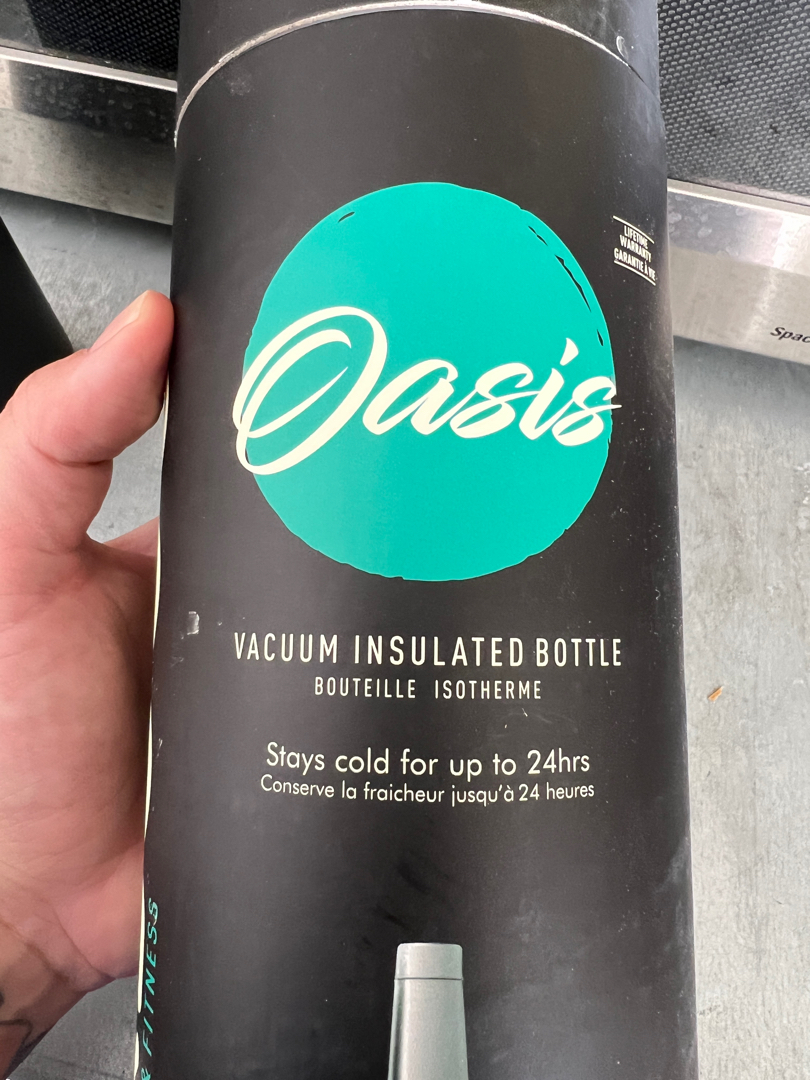 LIFETIME
WARRANTY
GARANTIE À VIE
Oasis
VACUUM INSULATED BOTTLE
BOUTEILLE ISOTHERME
Stays cold for up to 24hrs
Conserve la fraicheur jusqu'à 24 heures
& FITNESS